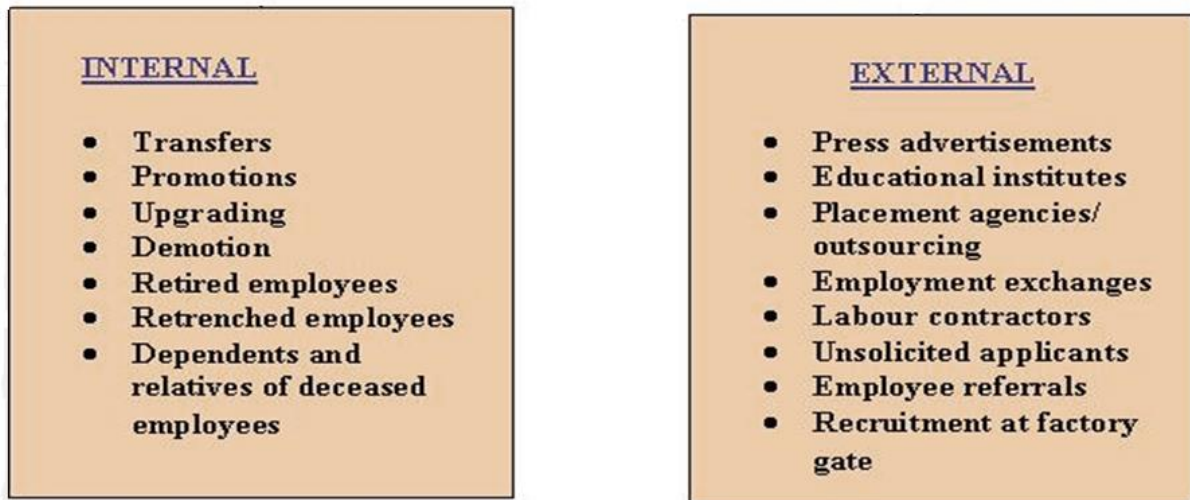 INTERNAL
• Transfers
• Promotions
• Upgrading
• Demotion
• Retired employees
• Retrenched employees
• Dependents and
relatives of deceased
employees
EXTERNAL
• Press advertisements
• Educational institutes
• Placement agencies/
outsourcing
• Employment exchanges
• Labour contractors
• Unsolicited applicants
• Employee referrals
• Recruitment at factory
gate